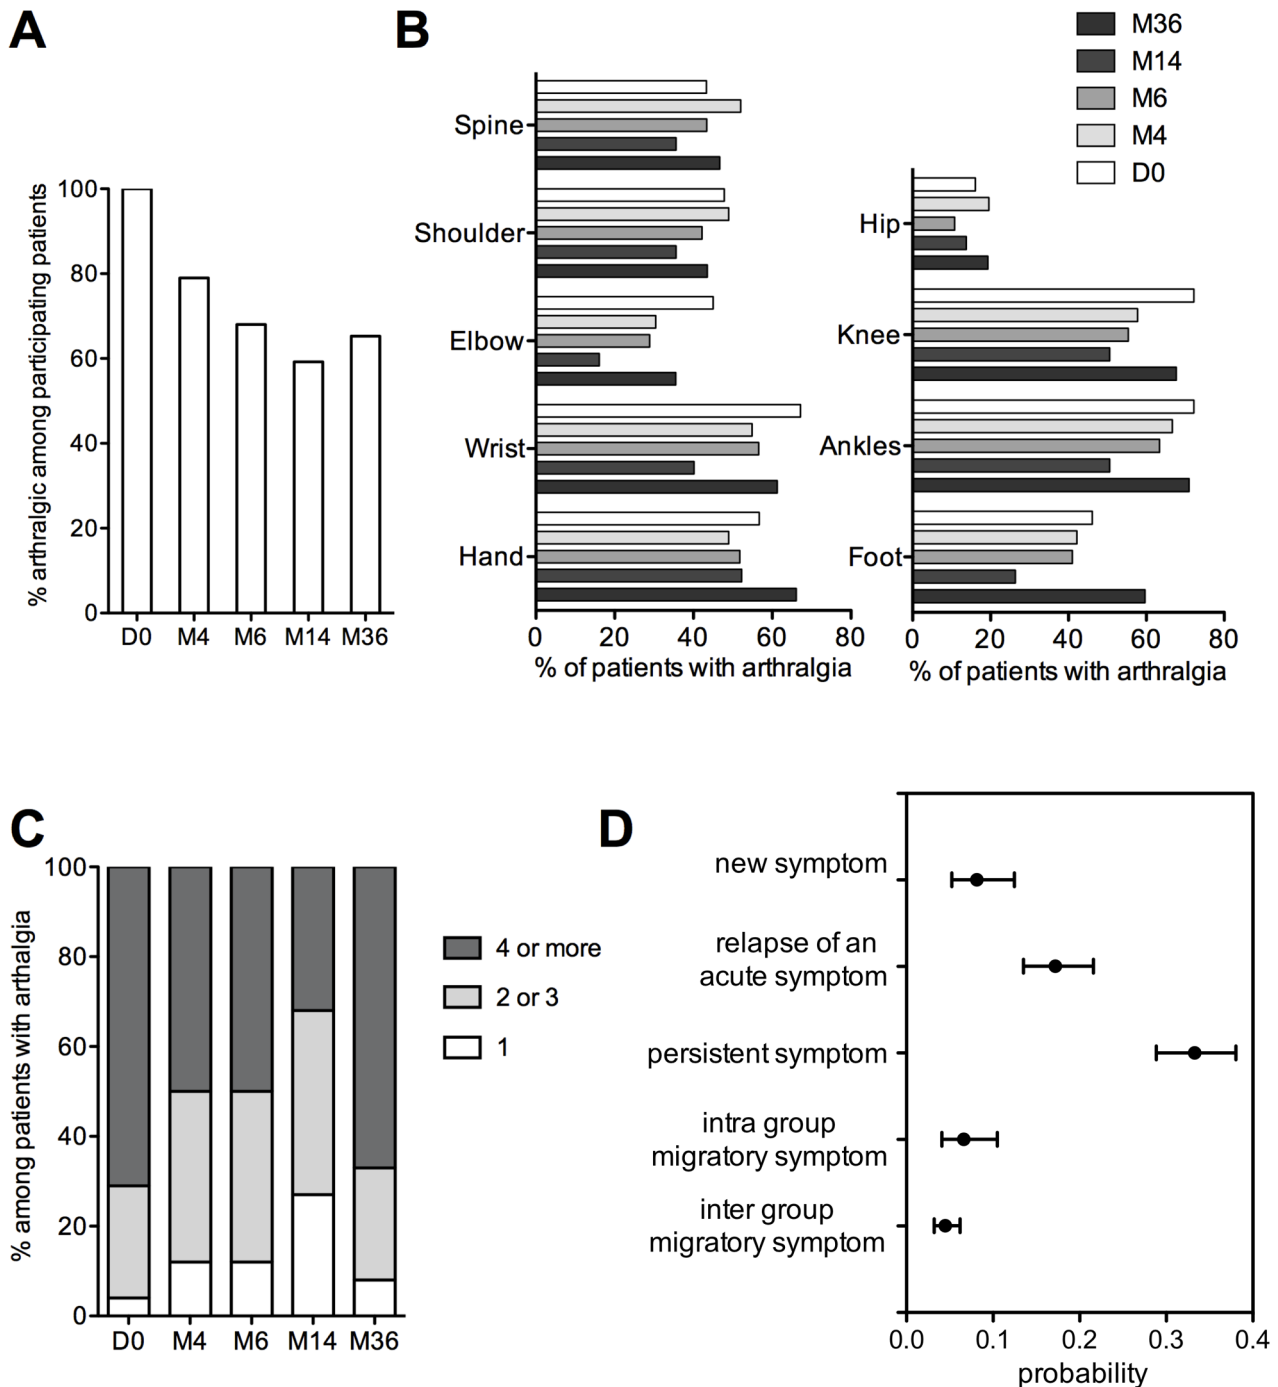 A
% arthralgic among participating patients
100
80
60
40
20
0
D0 M4 M6 M14 M36
B
M36
M14
M6
M4
D0
Spine
Shoulder
Elbow
Wrist
Hand
0 20 40 60 80
% of patients with arthralgia
Hip
Knee
Ankles
Foot
0 20 40 60 80
% of patients with arthralgia
C
% among patients with arthalgia
100
80
60
40
20
0
D0 M4 M6 M14 M36
4 or more
2 or 3
1
D
new symptom
relapse of an
acute symptom
persistent symptom
intra group
migratory symptom
inter group
migratory symptom
0.0 0.1 0.2 0.3 0.4
probability